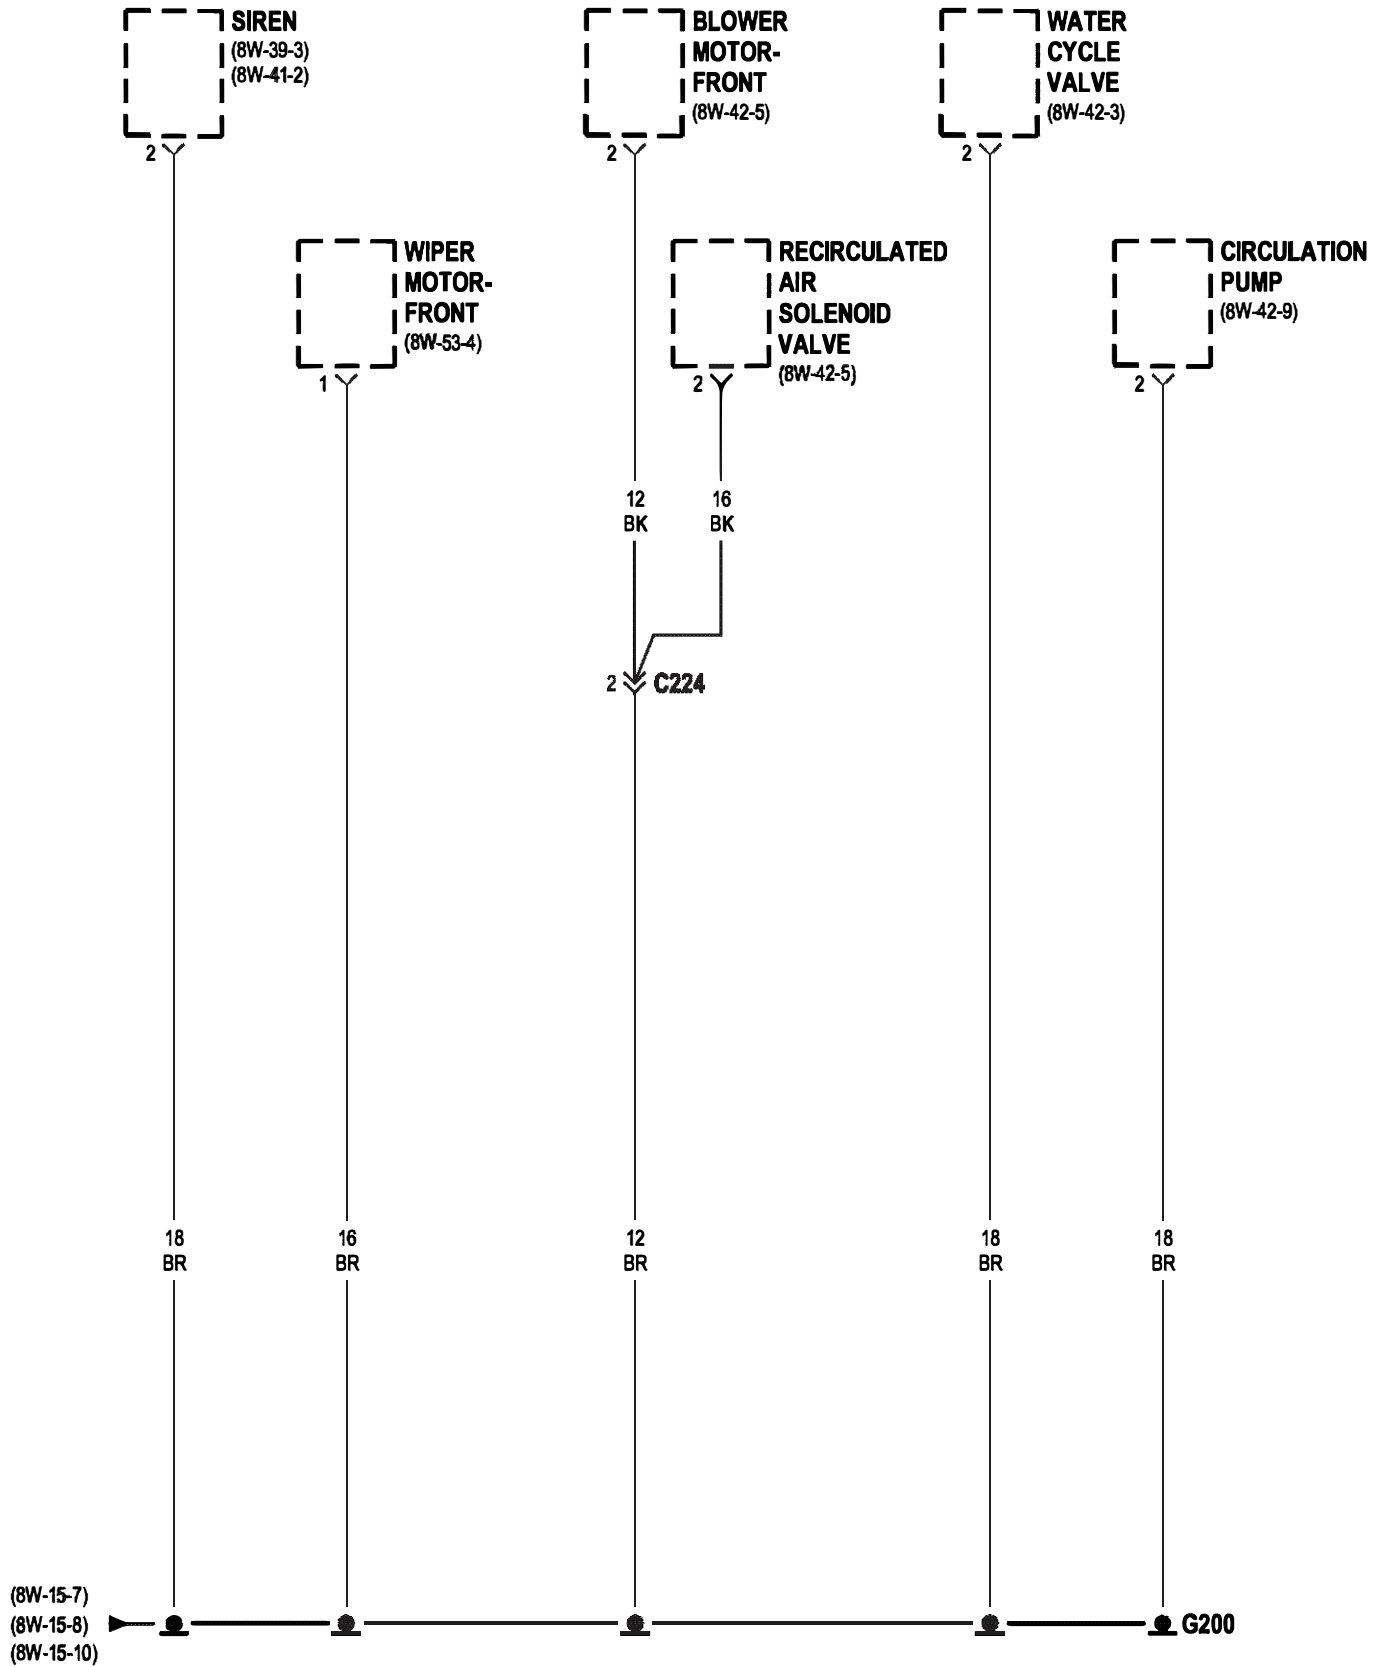 SIREN
(8W-39-3)
(8W-41-2)
2
BLOWER
MOTOR-
FRONT
(8W-42-5)
2
WATER
CYCLE
VALVE
(8W-42-3)
2
WIPER
MOTOR-
FRONT
(8W-53-4)
1
RECIRCULATED
AIR
SOLENOID
VALVE
(8W-42-5)
2
CIRCULATION
PUMP
(8W-42-9)
2
12
BK
16
BK
2
C224
18
BR
16
BR
12
BR
18
BR
18
BR
(8W-15-7)
(8W-15-8)
(8W-15-10)
G200